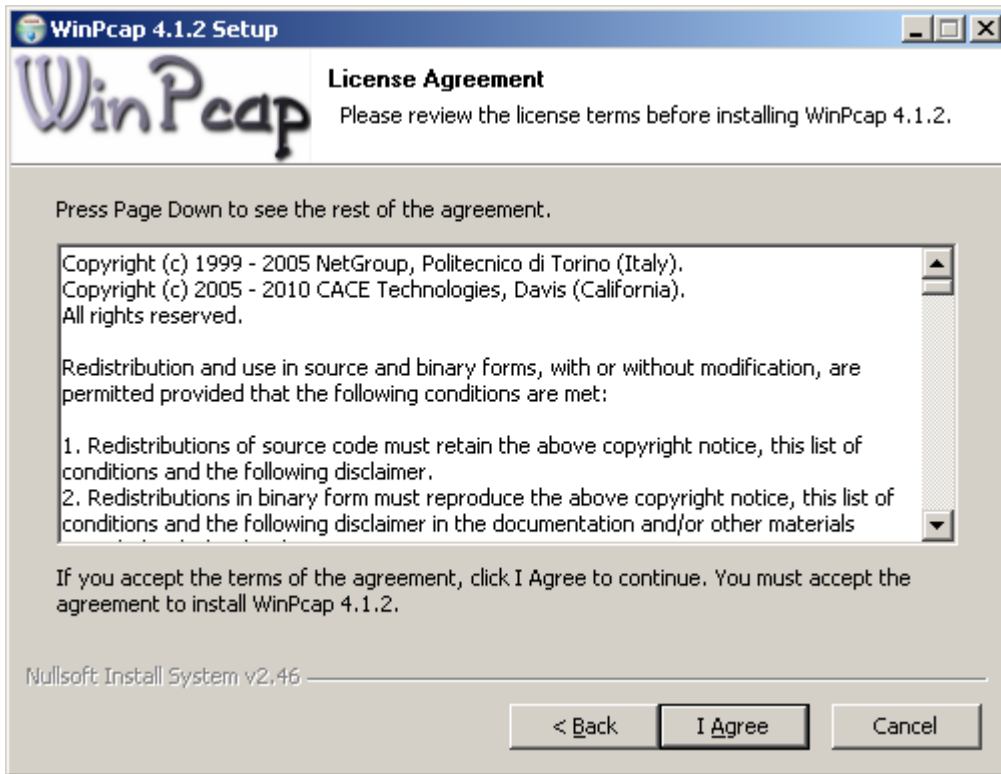 WinPcap 4.1.2 Setup
WinPcap
License Agreement
Please review the license terms before installing WinPcap 4.1.2.
Press Page Down to see the rest of the agreement.
Copyright (c) 1999 - 2005 NetGroup, Politecnico di Torino (Italy).
Copyright (c) 2005 - 2010 CACE Technologies, Davis (California).
All rights reserved.
Redistribution and use in source and binary forms, with or without modification, are
permitted provided that the following conditions are met:
1. Redistributions of source code must retain the above copyright notice, this list of
conditions and the following disclaimer.
2. Redistributions in binary form must reproduce the above copyright notice, this list of
conditions and the following disclaimer in the documentation and/or other materials
If you accept the terms of the agreement, click I Agree to continue. You must accept the
agreement to install WinPcap 4.1.2.
Nullsoft Install System v2.46
< Back
I Agree
Cancel